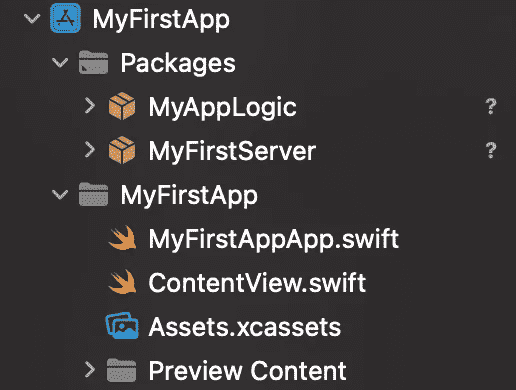 MyFirstApp
Packages
MyAppLogic ?
MyFirstServer ?
MyFirstApp
MyFirstAppApp.swift
ContentView.swift
Assets.xcassets
Preview Content